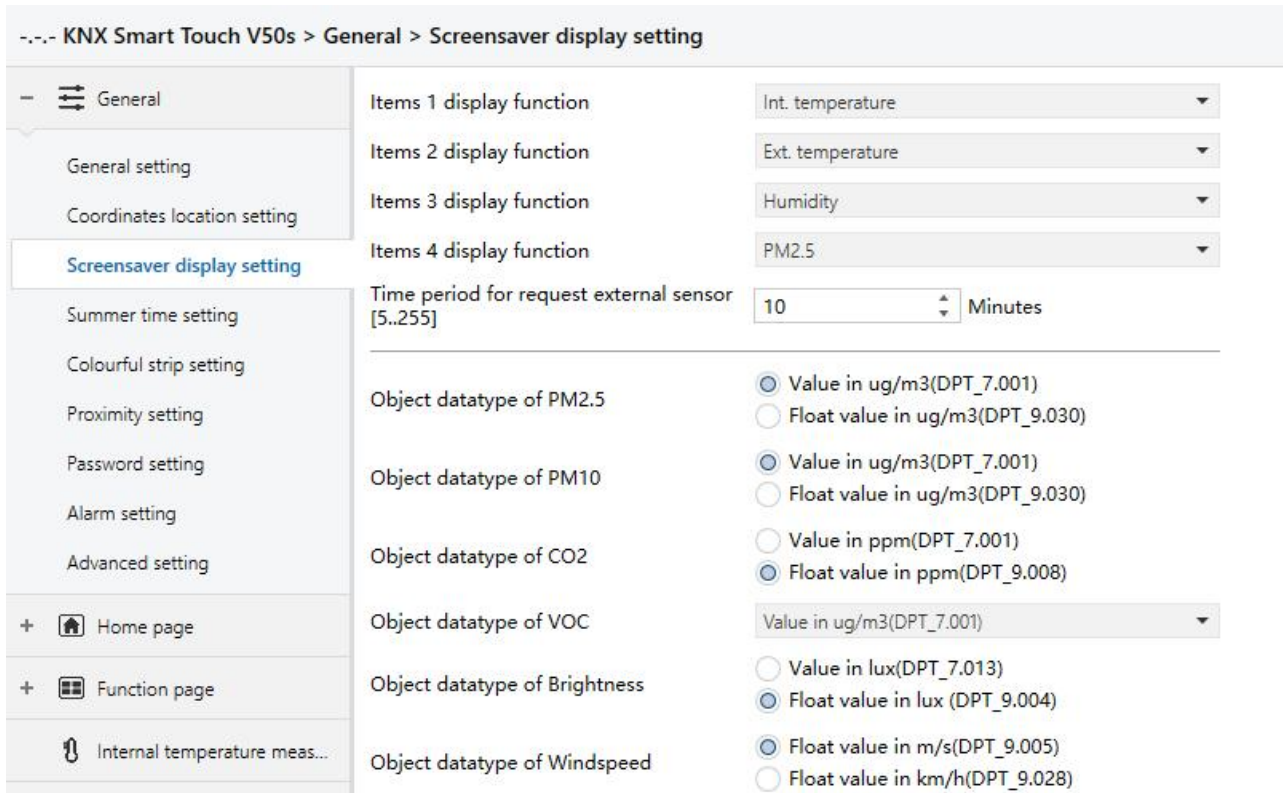 -.-.- KNX Smart Touch V50s > General > Screensaver display setting
− General
General setting
Coordinates location setting
Screensaver display setting
Summer time setting
Colourful strip setting
Proximity setting
Password setting
Alarm setting
Advanced setting
+ Home page
+ Function page
Internal temperature meas...
Items 1 display function Int. temperature
Items 2 display function Ext. temperature
Items 3 display function Humidity
Items 4 display function PM2.5
Time period for request external sensor
[5..255] 10 Minutes
Object datatype of PM2.5 Value in ug/m3(DPT_7.001)
Float value in ug/m3(DPT_9.030)
Object datatype of PM10 Value in ug/m3(DPT_7.001)
Float value in ug/m3(DPT_9.030)
Object datatype of CO2 Value in ppm(DPT_7.001)
Float value in ppm(DPT_9.008)
Object datatype of VOC Value in ug/m3(DPT_7.001)
Object datatype of Brightness Value in lux(DPT_7.013)
Float value in lux (DPT_9.004)
Object datatype of Windspeed Float value in m/s(DPT_9.005)
Float value in km/h(DPT_9.028)